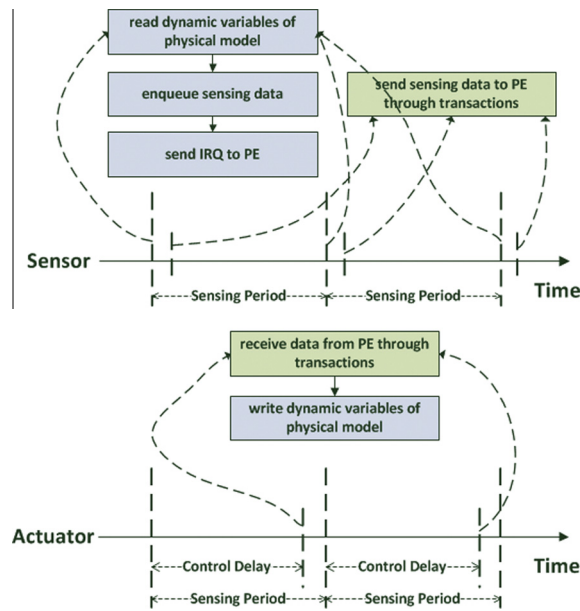 read dynamic variables of
physical model
enqueue sensing data
send IRQ to PE
send sensing data to PE
through transactions
Sensor
Time
Sensing Period
Sensing Period
receive data from PE through
transactions
write dynamic variables of
physical model
Actuator
Time
Control Delay
Control Delay
Sensing Period
Sensing Period